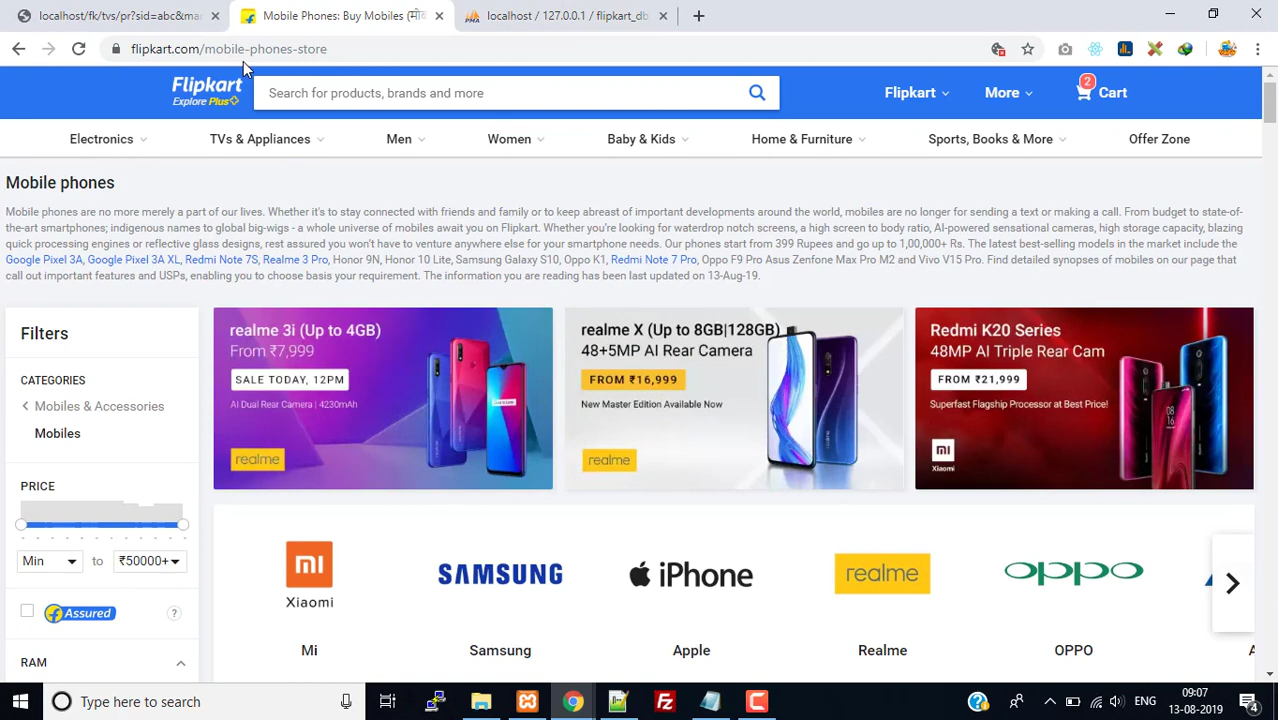 localhost/fk/tvs/pr?sid=abc&mar
Mobile Phones: Buy Mobiles (मोब
PMA
localhost / 127.0.0.1 / flipkart_db
flipkart.com/mobile-phones-store
Flipkart
Explore Plus
Search for products, brands and more
Flipkart
More
2
Cart
Electronics
TVs & Appliances
Men
Women
Baby & Kids
Home & Furniture
Sports, Books & More
Offer Zone
Mobile phones
Mobile phones are no more merely a part of our lives. Whether it's to stay connected with friends and family or to keep abreast of important developments around the world, mobiles are no longer for sending a text or making a call. From budget to state-of-
the-art smartphones; indigenous names to global big-wigs - a whole universe of mobiles await you on Flipkart. Whether you're looking for waterdrop notch screens, a high screen to body ratio, AI-powered sensational cameras, high storage capacity, blazing
quick processing engines or reflective glass designs, rest assured you won't have to venture anywhere else for your smartphone needs. Our phones start from 399 Rupees and go up to 1,00,000+ Rs. The latest best-selling models in the market include the
Google Pixel 3A, Google Pixel 3A XL, Redmi Note 7S, Realme 3 Pro, Honor 9N, Honor 10 Lite, Samsung Galaxy S10, Oppo K1, Redmi Note 7 Pro, Oppo F9 Pro Asus Zenfone Max Pro M2 and Vivo V15 Pro. Find detailed synopses of mobiles on our page that
call out important features and USPs, enabling you to choose basis your requirement. The information you are reading has been last updated on 13-Aug-19.
Filters
CATEGORIES
Mobiles & Accessories
Mobiles
PRICE
Min
to
₹50000+
Assured
?
RAM
realme 3i (Up to 4GB)
From ₹7,999
SALE TODAY, 12PM
AI Dual Rear Camera | 4230mAh
realme
realme X (Up to 8GB|128GB)
48+5MP AI Rear Camera
FROM ₹16,999
New Master Edition Available Now
realme
Redmi K20 Series
48MP AI Triple Rear Cam
FROM ₹21,999
Superfast Flagship Processor at Best Price!
mi
Xiaomi
mi
Xiaomi
SAMSUNG
iPhone
realme
oppo
Mi
Samsung
Apple
Realme
OPPO
Type here to search
ENG
09:07
13-08-2019
4